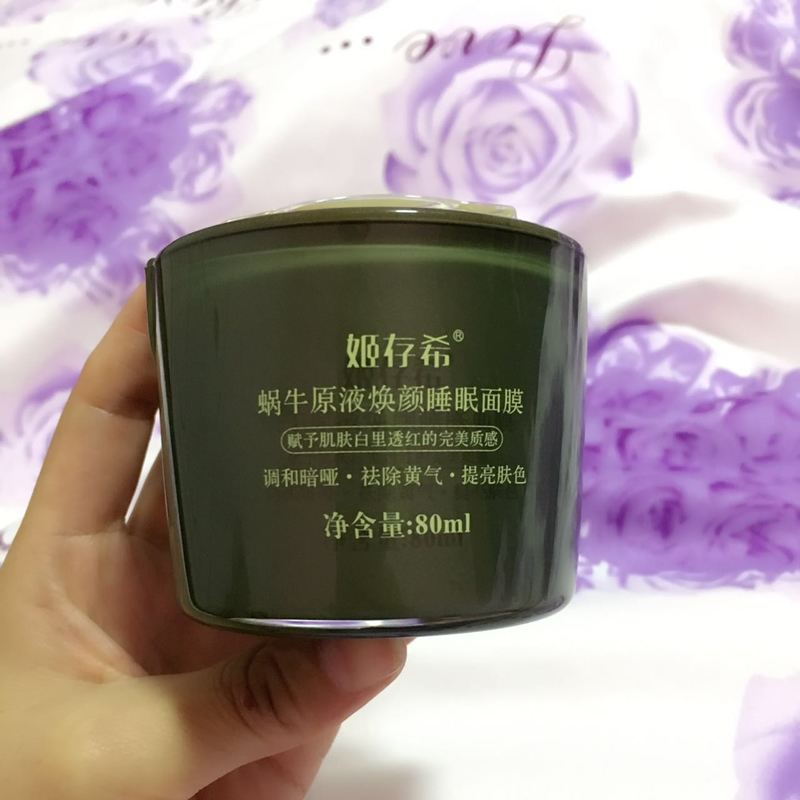 Love...
姬存希®
蜗牛原液焕颜睡眠面膜
赋予肌肤白里透红的完美质感
调和暗哑·祛除黄气·提亮肤色
净含量:80ml